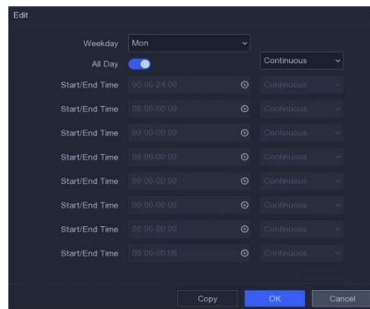 Edit
Weekday Mon
All Day Continuous
Start/End Time 00:00-24:00 Continuous
Start/End Time 00:00-00:00 Continuous
Start/End Time 00:00-00:00 Continuous
Start/End Time 00:00-00:00 Continuous
Start/End Time 00:00-00:00 Continuous
Start/End Time 00:00-00:00 Continuous
Start/End Time 00:00-00:00 Continuous
Start/End Time 00:00-00:00 Continuous
Copy OK Cancel